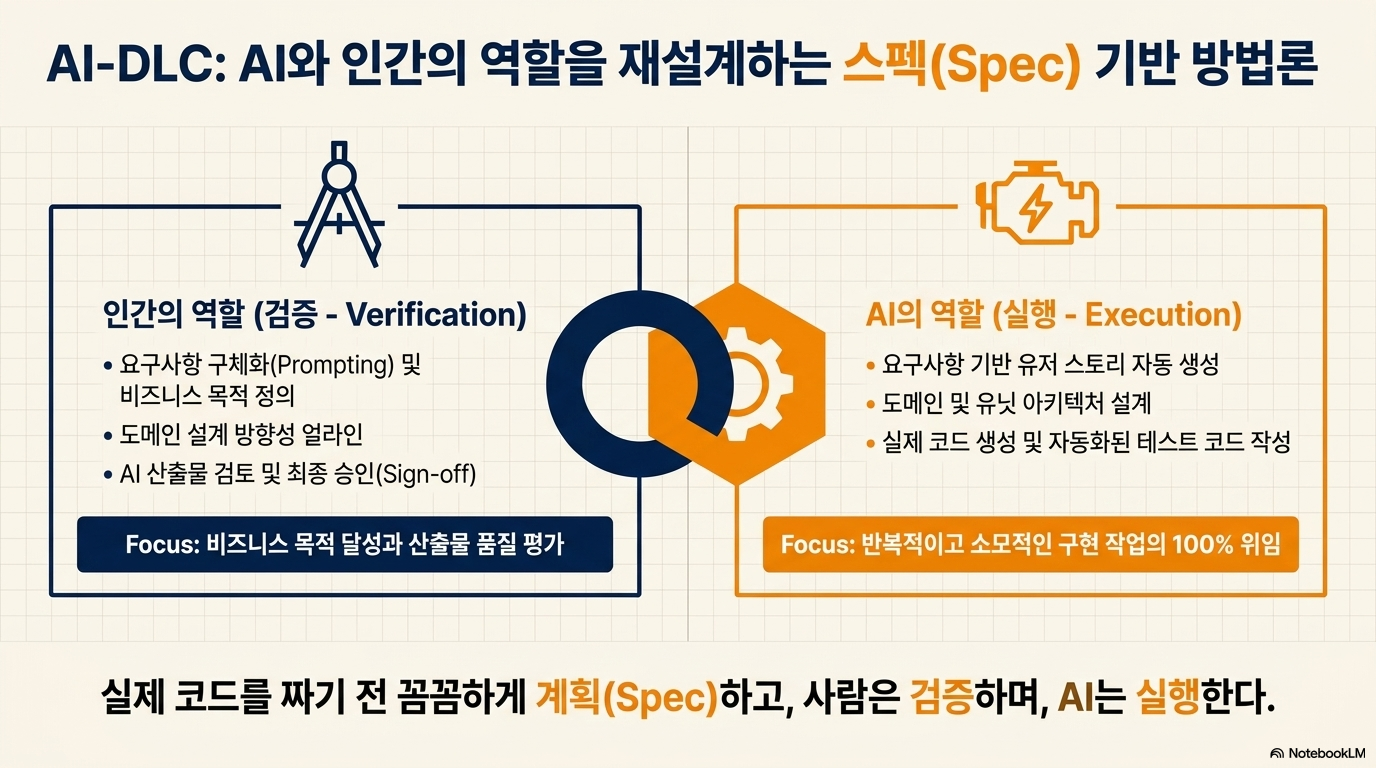 AI-DLC: AI와 인간의 역할을 재설계하는 스펙(Spec) 기반 방법론
인간의 역할 (검증 - Verification)
• 요구사항 구체화(Prompting) 및
비즈니스 목적 정의
• 도메인 설계 방향성 얼라인
• AI 산출물 검토 및 최종 승인(Sign-off)
Focus: 비즈니스 목적 달성과 산출물 품질 평가
AI의 역할 (실행 - Execution)
• 요구사항 기반 유저 스토리 자동 생성
• 도메인 및 유닛 아키텍처 설계
• 실제 코드 생성 및 자동화된 테스트 코드 작성
Focus: 반복적이고 소모적인 구현 작업의 100% 위임
실제 코드를 짜기 전 꼼꼼하게 계획(Spec)하고, 사람은 검증하며, AI는 실행한다.
NotebookLM